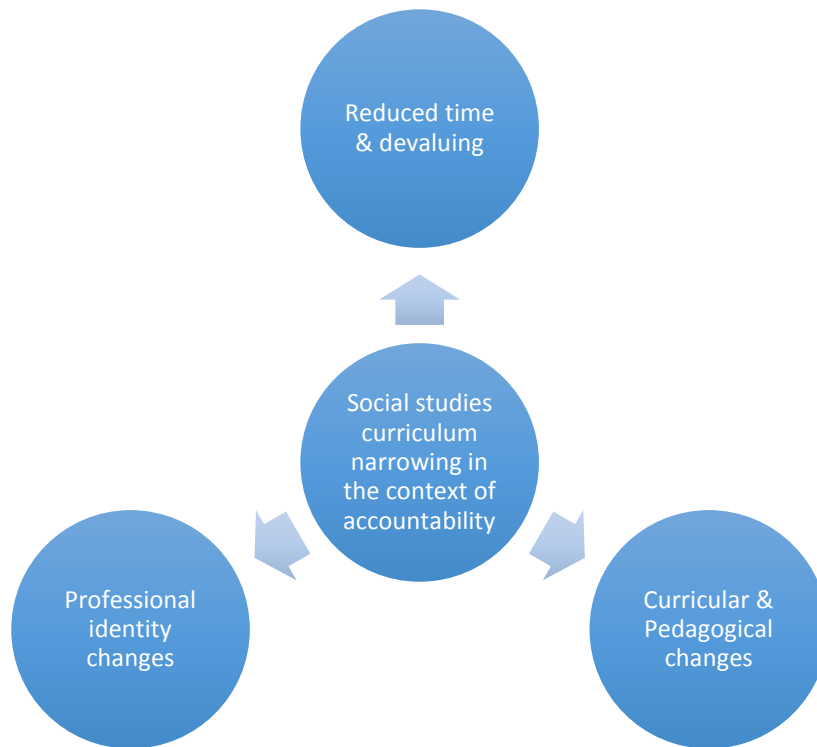 Reduced time
& devaluing
Social studies
curriculum
narrowing in
the context of
accountability
Professional
identity
changes
Curricular &
Pedagogical
changes